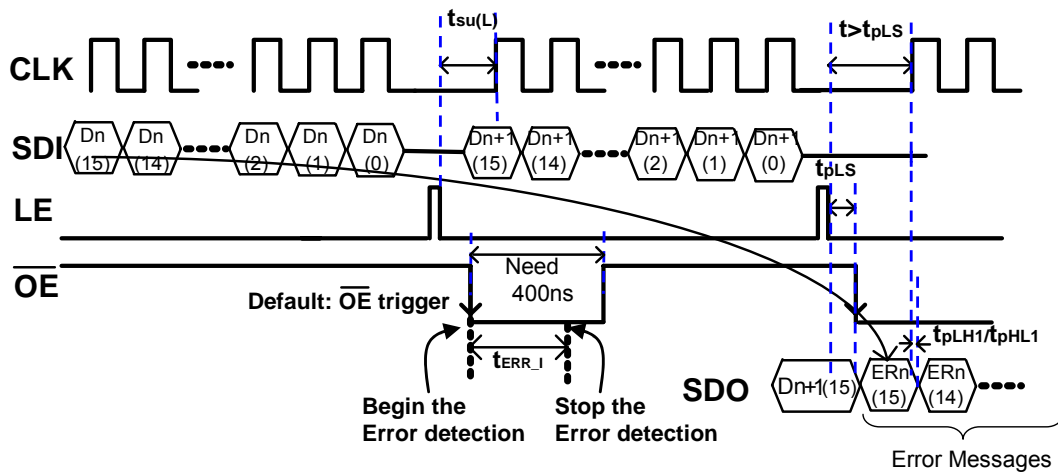 tsu(L)
t>tpLS
CLK
SDI
Dn
(15)
Dn
(14)
Dn
(2)
Dn
(1)
Dn
(0)
Dn+1
(15)
Dn+1
(14)
Dn+1
(2)
Dn+1
(1)
Dn+1
(0)
tpLS
LE
OE
Need
400ns
Default: OE trigger
tERR_I
tpLH1/tpHL1
Begin the
Error detection
Stop the
Error detection
SDO
Dn+1(15)
ERn
(15)
ERn
(14)
Error Messages